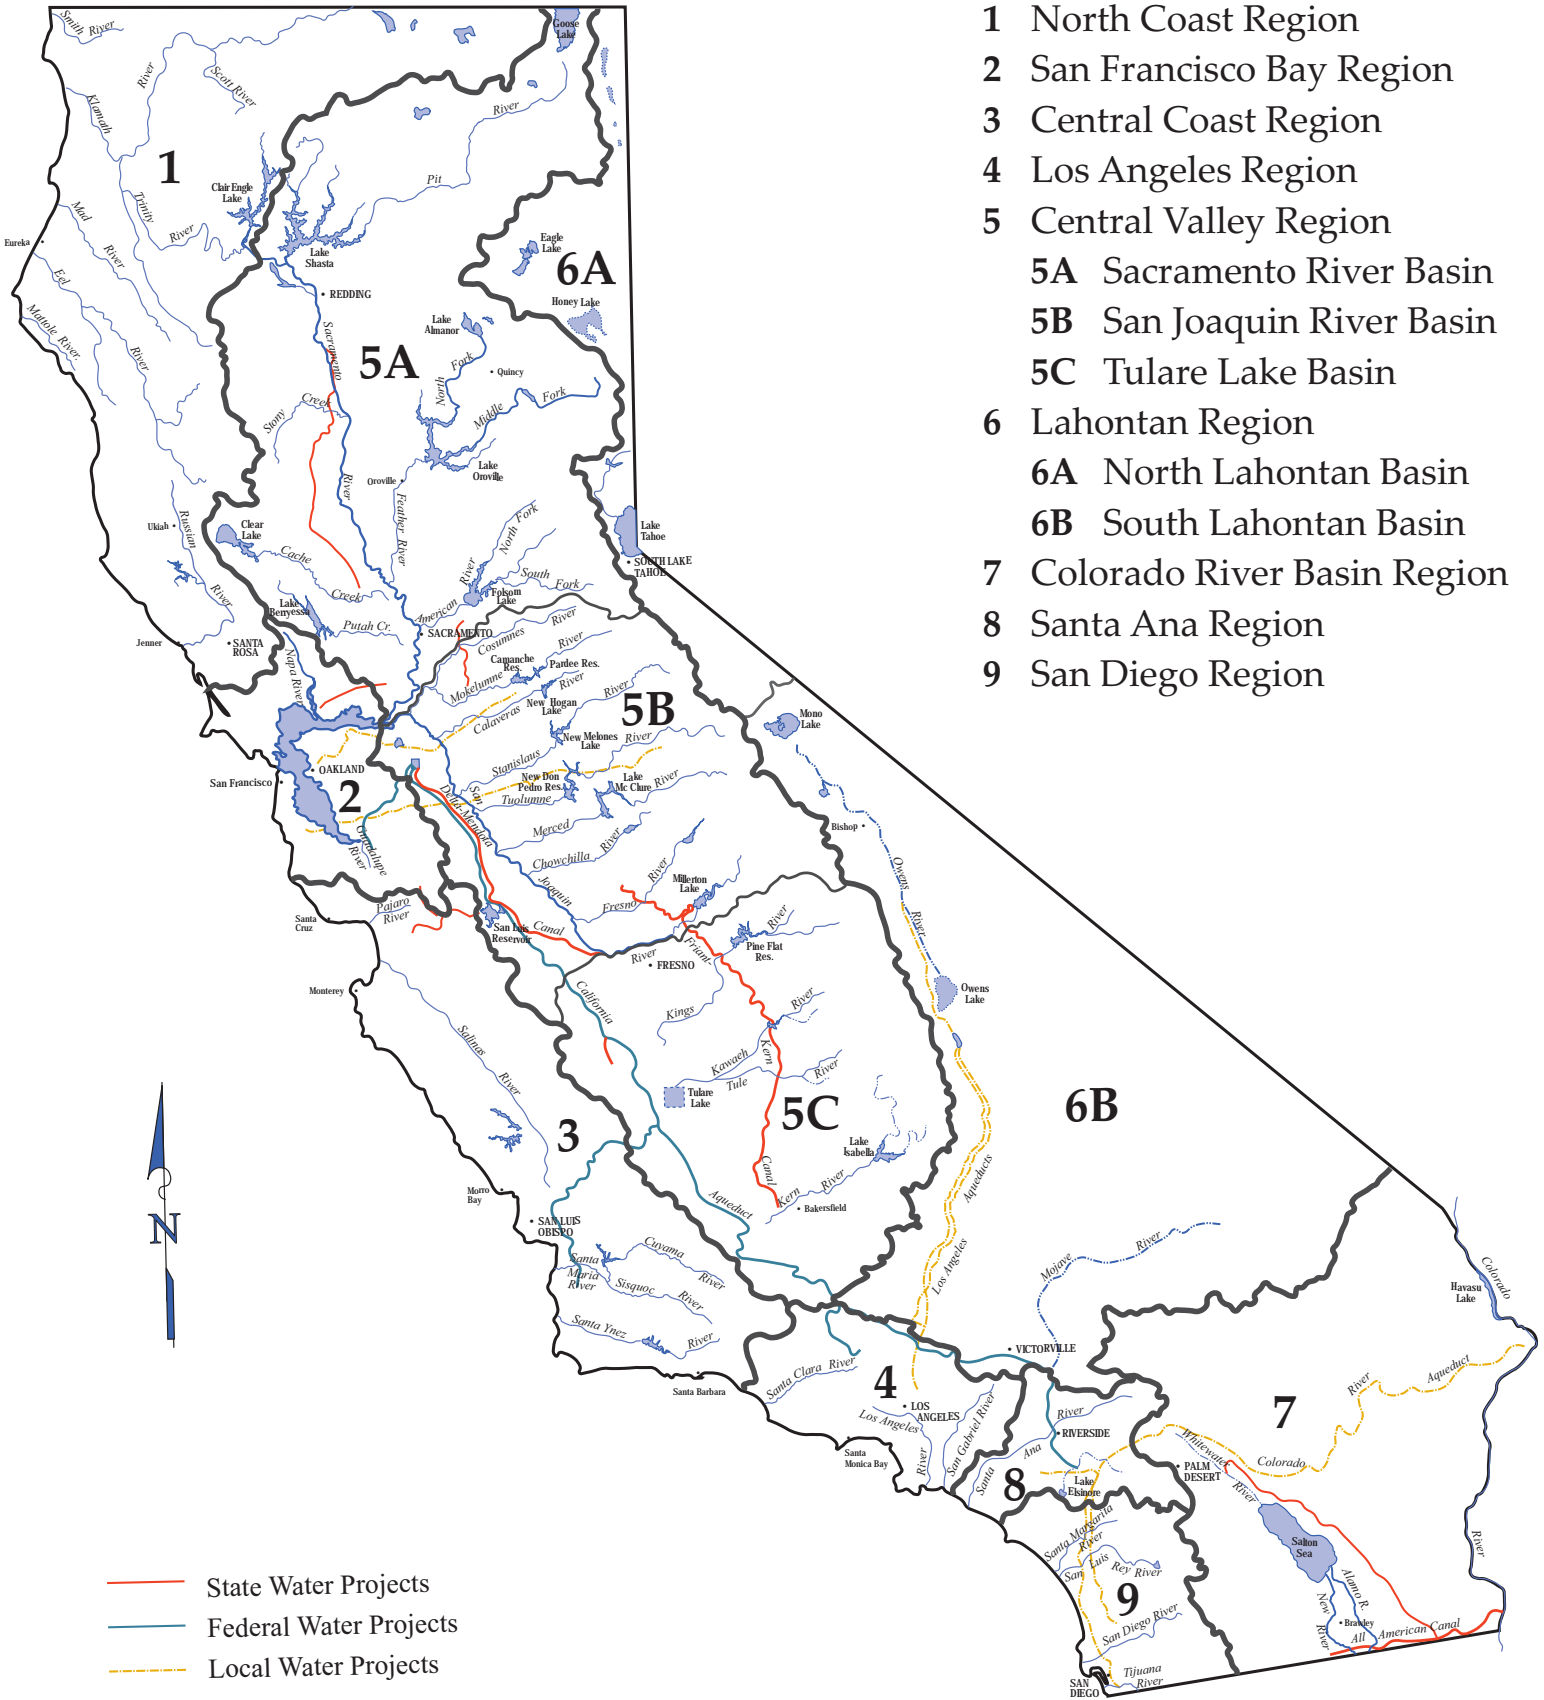 1 North Coast Region
2 San Francisco Bay Region
3 Central Coast Region
4 Los Angeles Region
5 Central Valley Region
5A Sacramento River Basin
5B San Joaquin River Basin
5C Tulare Lake Basin
6 Lahontan Region
6A North Lahontan Basin
6B South Lahontan Basin
7 Colorado River Basin Region
8 Santa Ana Region
9 San Diego Region
Smith River
Goose
Lake
Klamath
River
Scott River
River
1
Pit
Clair Engle
Lake
Trinity
River
Mad
River
Eureka
Eel
River
Mattole River.
Lake
Shasta
REDDING
Eagle
Lake
6A
Honey Lake
Lake
Almanor
Sacramento
5A
North
Fork
Quincy
Middle
Fork
Stony
Creek
River
Oroville
Lake
Oroville
Feather River
Ukiah
Russian
River
Clear
Lake
Cache
Creek
North Fork
River
American
South
Fork
Folsom
Lake
Lake
Tahoe
SOUTH LAKE
TAHOE
Lake
Berryessa
Putah Cr.
SACRAMENTO
Jenner
SANTA
ROSA
Napa River
Cosumnes
River
Camanche
Res.
Pardee Res.
River
Mokelumne
River
New Hogan
Lake
Calaveras
River
5B
Mono
Lake
New Melones
Lake
River
Stanislaus
OAKLAND
San Francisco
2
New Don
Pedro Res.
Lake
Mc Clure
River
Tuolumne
Delta-Mendota
San
Joaquin
Merced
River
Chowchilla
Guadalupe
River
Bishop
Owens
River
Santa
Cruz
Pajaro
River
Millerton
Lake
River
Fresno
San Luis
Reservoir
Canal
River
FRESNO
Friant-
Kern
Canal
Pine Flat
Res.
River
Monterey
California
Kings
River
Owens
Lake
Salinas
River
Kawaeh
Tule
River
Tulare
Lake
5C
6B
3
Lake
Isabella
Morro
Bay
Kern
River
Bakersfield
Aqueduct
Aqueducts
Los Angeles
SAN LUIS
OBISPO
Santa
Maria
River
Cuyama
River
Sisquoc
River
Santa Ynez
River
Mojave
River
Colorado
Havasu
Lake
VICTORVILLE
Santa Barbara
Santa Clara River
4
LOS
ANGELES
Los Angeles
River
San Gabriel River
Santa
Monica Bay
River
RIVERSIDE
Santa
Ana
8
Lake
Elsinore
7
River
Aqueduct
Colorado
Whitewater
River
PALM
DESERT
Santa Margarita
River
San Luis Rey River
9
San Diego River
Salton
Sea
New
River
Alamo R.
Brawley
All American Canal
River
SAN
DIEGO
Tijuana
River
N
State Water Projects
Federal Water Projects
Local Water Projects